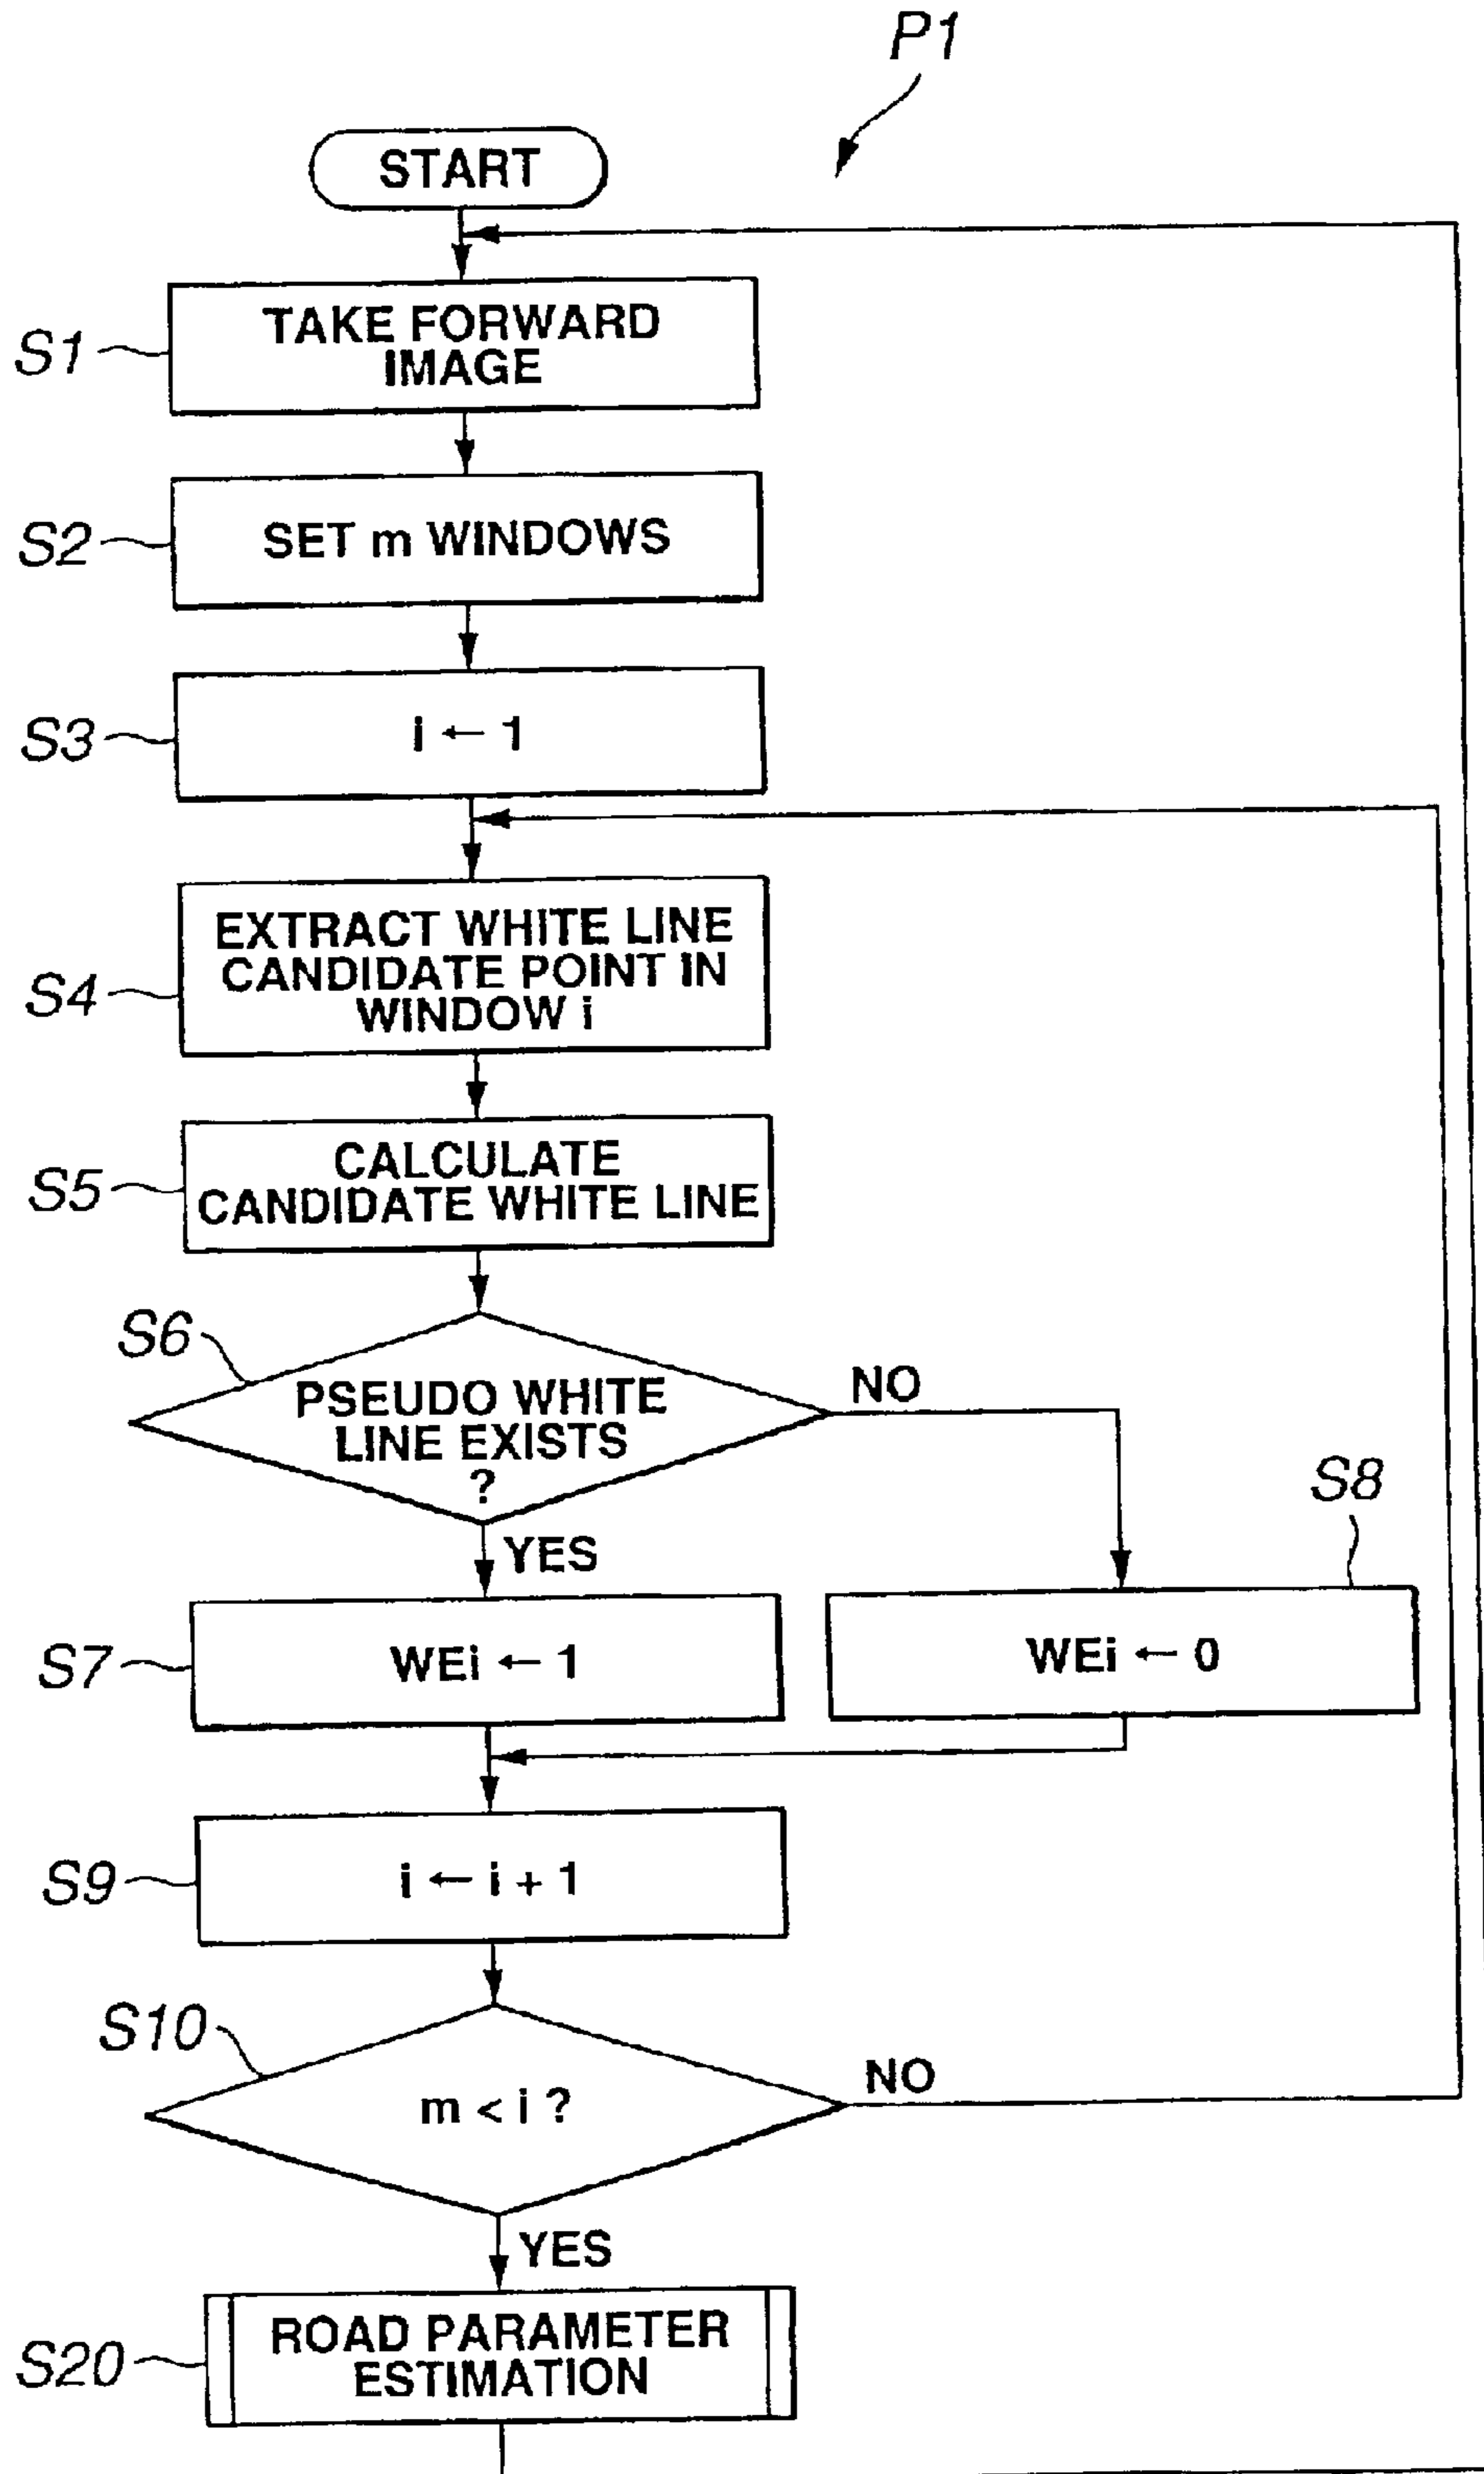 P1
START
S1
TAKE FORWARD
IMAGE
S2
SET m WINDOWS
S3
i ← 1
S4
EXTRACT WHITE LINE
CANDIDATE POINT IN
WINDOW i
S5
CALCULATE
CANDIDATE WHITE LINE
S6
PSEUDO WHITE
LINE EXISTS
?
NO
YES
S7
WEi ← 1
S8
WEi ← 0
S9
i ← i + 1
S10
m < i ?
NO
YES
S20
ROAD PARAMETER
ESTIMATION